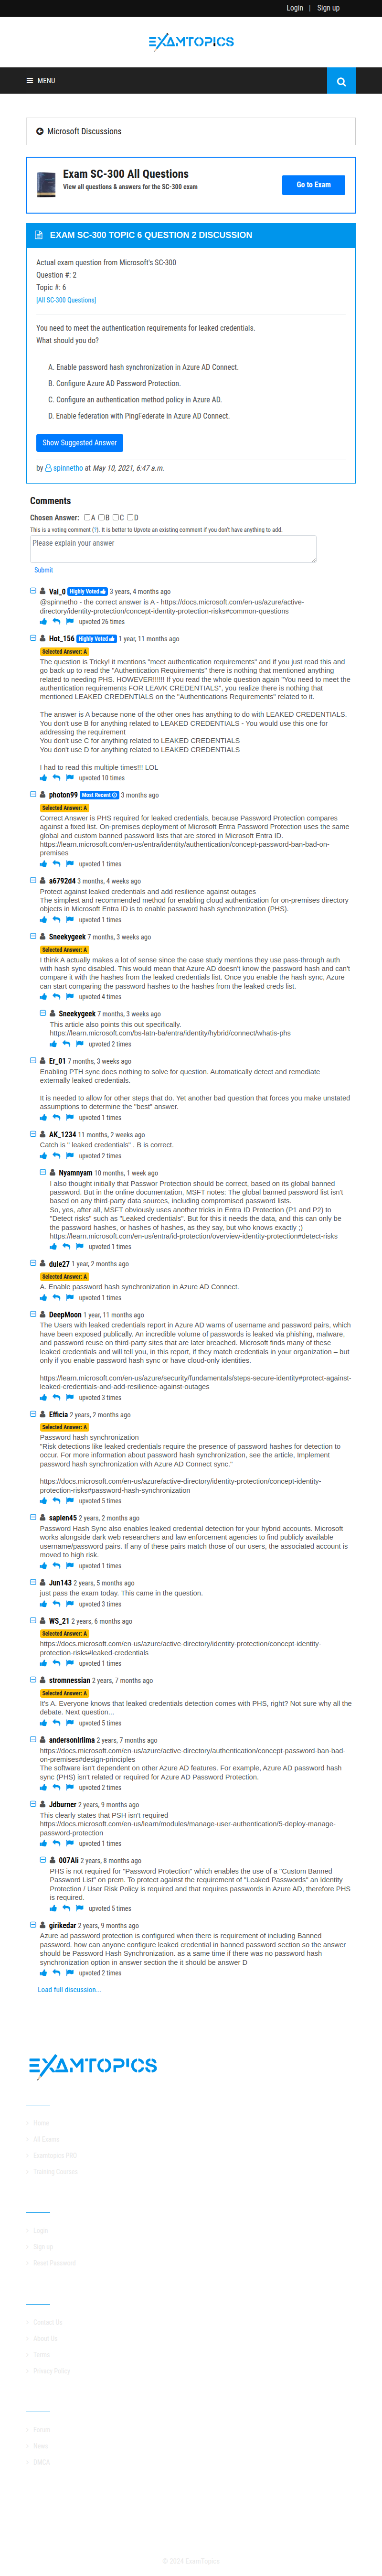 Login | Sign up
EXAMTOPICS
MENU
Microsoft Discussions
Exam SC-300 All Questions
View all questions & answers for the SC-300 exam
Go to Exam
EXAM SC-300 TOPIC 6 QUESTION 2 DISCUSSION
Actual exam question from Microsoft's SC-300
Question #: 2
Topic #: 6
[All SC-300 Questions]
You need to meet the authentication requirements for leaked credentials.
What should you do?
A. Enable password hash synchronization in Azure AD Connect.
B. Configure Azure AD Password Protection.
C. Configure an authentication method policy in Azure AD.
D. Enable federation with PingFederate in Azure AD Connect.
Show Suggested Answer
by spinnetho at May 10, 2021, 6:47 a.m.
Comments
Chosen Answer: A B C D
This is a voting comment (?). It is better to Upvote an existing comment if you don't have anything to add.
Please explain your answer
Submit
Val_0 Highly Voted 3 years, 4 months ago
@spinnetho - the correct answer is A - https://docs.microsoft.com/en-us/azure/active-
directory/identity-protection/concept-identity-protection-risks#common-questions
upvoted 26 times
Hot_156 Highly Voted 1 year, 11 months ago
Selected Answer: A
The question is Tricky! it mentions "meet authentication requirements" and if you just read this and
go back up to read the "Authentication Requirements" there is nothing that mentioned anything
related to needing PHS. HOWEVER!!!!!! If you read the whole question again "You need to meet the
authentication requirements FOR LEAVK CREDENTIALS", you realize there is nothing that
mentioned LEAKED CREDENTIALS on the "Authentications Requirements" related to it.
The answer is A because none of the other ones has anything to do with LEAKED CREDENTIALS.
You don't use B for anything related to LEAKED CREDENTIALS - You would use this one for
addressing the requirement
You don't use C for anything related to LEAKED CREDENTIALS
You don't use D for anything related to LEAKED CREDENTIALS
I had to read this multiple times!!! LOL
upvoted 10 times
photon99 Most Recent 3 months ago
Selected Answer: A
Correct Answer is PHS required for leaked credentials, because Password Protection compares
against a fixed list. On-premises deployment of Microsoft Entra Password Protection uses the same
global and custom banned password lists that are stored in Microsoft Entra ID.
https://learn.microsoft.com/en-us/entra/identity/authentication/concept-password-ban-bad-on-
premises
upvoted 1 times
a6792d4 3 months, 4 weeks ago
Protect against leaked credentials and add resilience against outages
The simplest and recommended method for enabling cloud authentication for on-premises directory
objects in Microsoft Entra ID is to enable password hash synchronization (PHS).
upvoted 1 times
Sneekygeek 7 months, 3 weeks ago
Selected Answer: A
I think A actually makes a lot of sense since the case study mentions they use pass-through auth
with hash sync disabled. This would mean that Azure AD doesn't know the password hash and can't
compare it with the hashes from the leaked credentials list. Once you enable the hash sync, Azure
can start comparing the password hashes to the hashes from the leaked creds list.
upvoted 4 times
Sneekygeek 7 months, 3 weeks ago
This article also points this out specifically.
https://learn.microsoft.com/bs-latn-ba/entra/identity/hybrid/connect/whatis-phs
upvoted 2 times
Er_01 7 months, 3 weeks ago
Enabling PTH sync does nothing to solve for question. Automatically detect and remediate
externally leaked credentials.
It is needed to allow for other steps that do. Yet another bad question that forces you make unstated
assumptions to determine the "best" answer.
upvoted 1 times
AK_1234 11 months, 2 weeks ago
Catch is " leaked credentials" . B is correct.
upvoted 2 times
Nyamnyam 10 months, 1 week ago
I also thought initially that Passwor Protection should be correct, based on its global banned
password. But in the online documentation, MSFT notes: The global banned password list isn't
based on any third-party data sources, including compromised password lists.
So, yes, after all, MSFT obviously uses another trick in Entra ID Protection (P1 and P2) to
"Detect risks" such as "Leaked credentials". But for this it needs the data, and this can only be
the password hashes, or hashes of hashes, as they say, but who knows exactly ;)
https://learn.microsoft.com/en-us/entra/id-protection/overview-identity-protection#detect-risks
upvoted 1 times
dule27 1 year, 2 months ago
Selected Answer: A
A. Enable password hash synchronization in Azure AD Connect.
upvoted 1 times
DeepMoon 1 year, 11 months ago
The Users with leaked credentials report in Azure AD warns of username and password pairs, which
have been exposed publically. An incredible volume of passwords is leaked via phishing, malware,
and password reuse on third-party sites that are later breached. Microsoft finds many of these
leaked credentials and will tell you, in this report, if they match credentials in your organization – but
only if you enable password hash sync or have cloud-only identities.
https://learn.microsoft.com/en-us/azure/security/fundamentals/steps-secure-identity#protect-against-
leaked-credentials-and-add-resilience-against-outages
upvoted 3 times
Efficia 2 years, 2 months ago
Selected Answer: A
Password hash synchronization
"Risk detections like leaked credentials require the presence of password hashes for detection to
occur. For more information about password hash synchronization, see the article, Implement
password hash synchronization with Azure AD Connect sync."
https://docs.microsoft.com/en-us/azure/active-directory/identity-protection/concept-identity-
protection-risks#password-hash-synchronization
upvoted 5 times
sapien45 2 years, 2 months ago
Password Hash Sync also enables leaked credential detection for your hybrid accounts. Microsoft
works alongside dark web researchers and law enforcement agencies to find publicly available
username/password pairs. If any of these pairs match those of our users, the associated account is
moved to high risk.
upvoted 1 times
Jun143 2 years, 5 months ago
just pass the exam today. This came in the question.
upvoted 3 times
WS_21 2 years, 6 months ago
Selected Answer: A
https://docs.microsoft.com/en-us/azure/active-directory/identity-protection/concept-identity-
protection-risks#leaked-credentials
upvoted 1 times
stromnessian 2 years, 7 months ago
Selected Answer: A
It's A. Everyone knows that leaked credentials detection comes with PHS, right? Not sure why all the
debate. Next question...
upvoted 5 times
andersonlrlima 2 years, 7 months ago
https://docs.microsoft.com/en-us/azure/active-directory/authentication/concept-password-ban-bad-
on-premises#design-principles
The software isn't dependent on other Azure AD features. For example, Azure AD password hash
sync (PHS) isn't related or required for Azure AD Password Protection.
upvoted 2 times
Jdburner 2 years, 9 months ago
This clearly states that PSH isn't required
https://docs.microsoft.com/en-us/learn/modules/manage-user-authentication/5-deploy-manage-
password-protection
upvoted 1 times
007Ali 2 years, 8 months ago
PHS is not required for "Password Protection" which enables the use of a "Custom Banned
Password List" on prem. To protect against the requirement of "Leaked Passwords" an Identity
Protection / User Risk Policy is required and that requires passwords in Azure AD, therefore PHS
is required.
upvoted 5 times
girikedar 2 years, 9 months ago
Azure ad password protection is configured when there is requirement of including Banned
password. how can anyone configure leaked credential in banned password section so the answer
should be Password Hash Synchronization. as a same time if there was no password hash
synchronization option in answer section the it should be answer D
upvoted 2 times
Load full discussion...
EXAMTOPICS
Home
All Exams
Examtopics PRO
Training Courses
Login
Sign up
Reset Password
Contact Us
About Us
Terms
Privacy Policy
Forum
News
DMCA
© 2024 ExamTopics